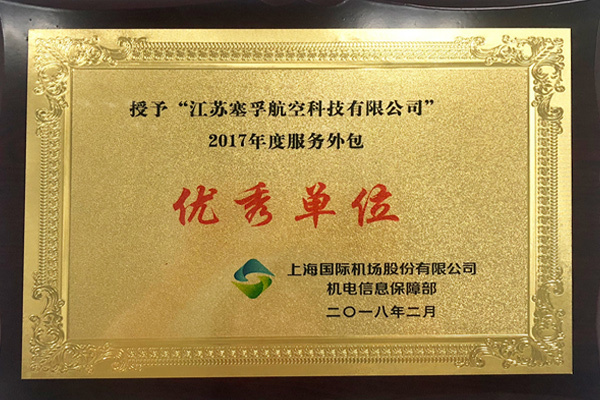 授予“江苏塞孚航空科技有限公司”
2017年度服务外包
优秀单位
上海国际机场股份有限公司
机电信息保障部
二〇一八年二月